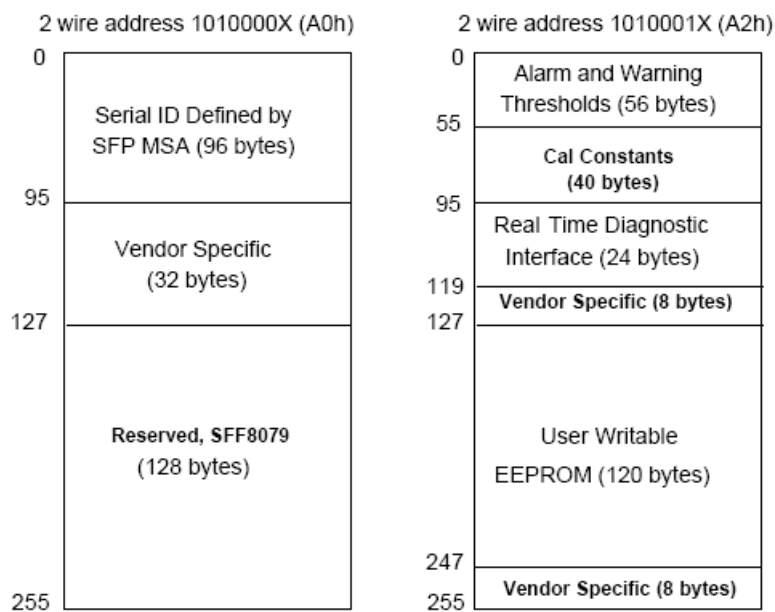 2 wire address 1010000X (A0h)
0
Serial ID Defined by
SFP MSA (96 bytes)
95
Vendor Specific
(32 bytes)
127
Reserved, SFF8079
(128 bytes)
255
2 wire address 1010001X (A2h)
0
Alarm and Warning
Thresholds (56 bytes)
55
Cal Constants
(40 bytes)
95
Real Time Diagnostic
Interface (24 bytes)
119
Vendor Specific (8 bytes)
127
User Writable
EEPROM (120 bytes)
247
Vendor Specific (8 bytes)
255